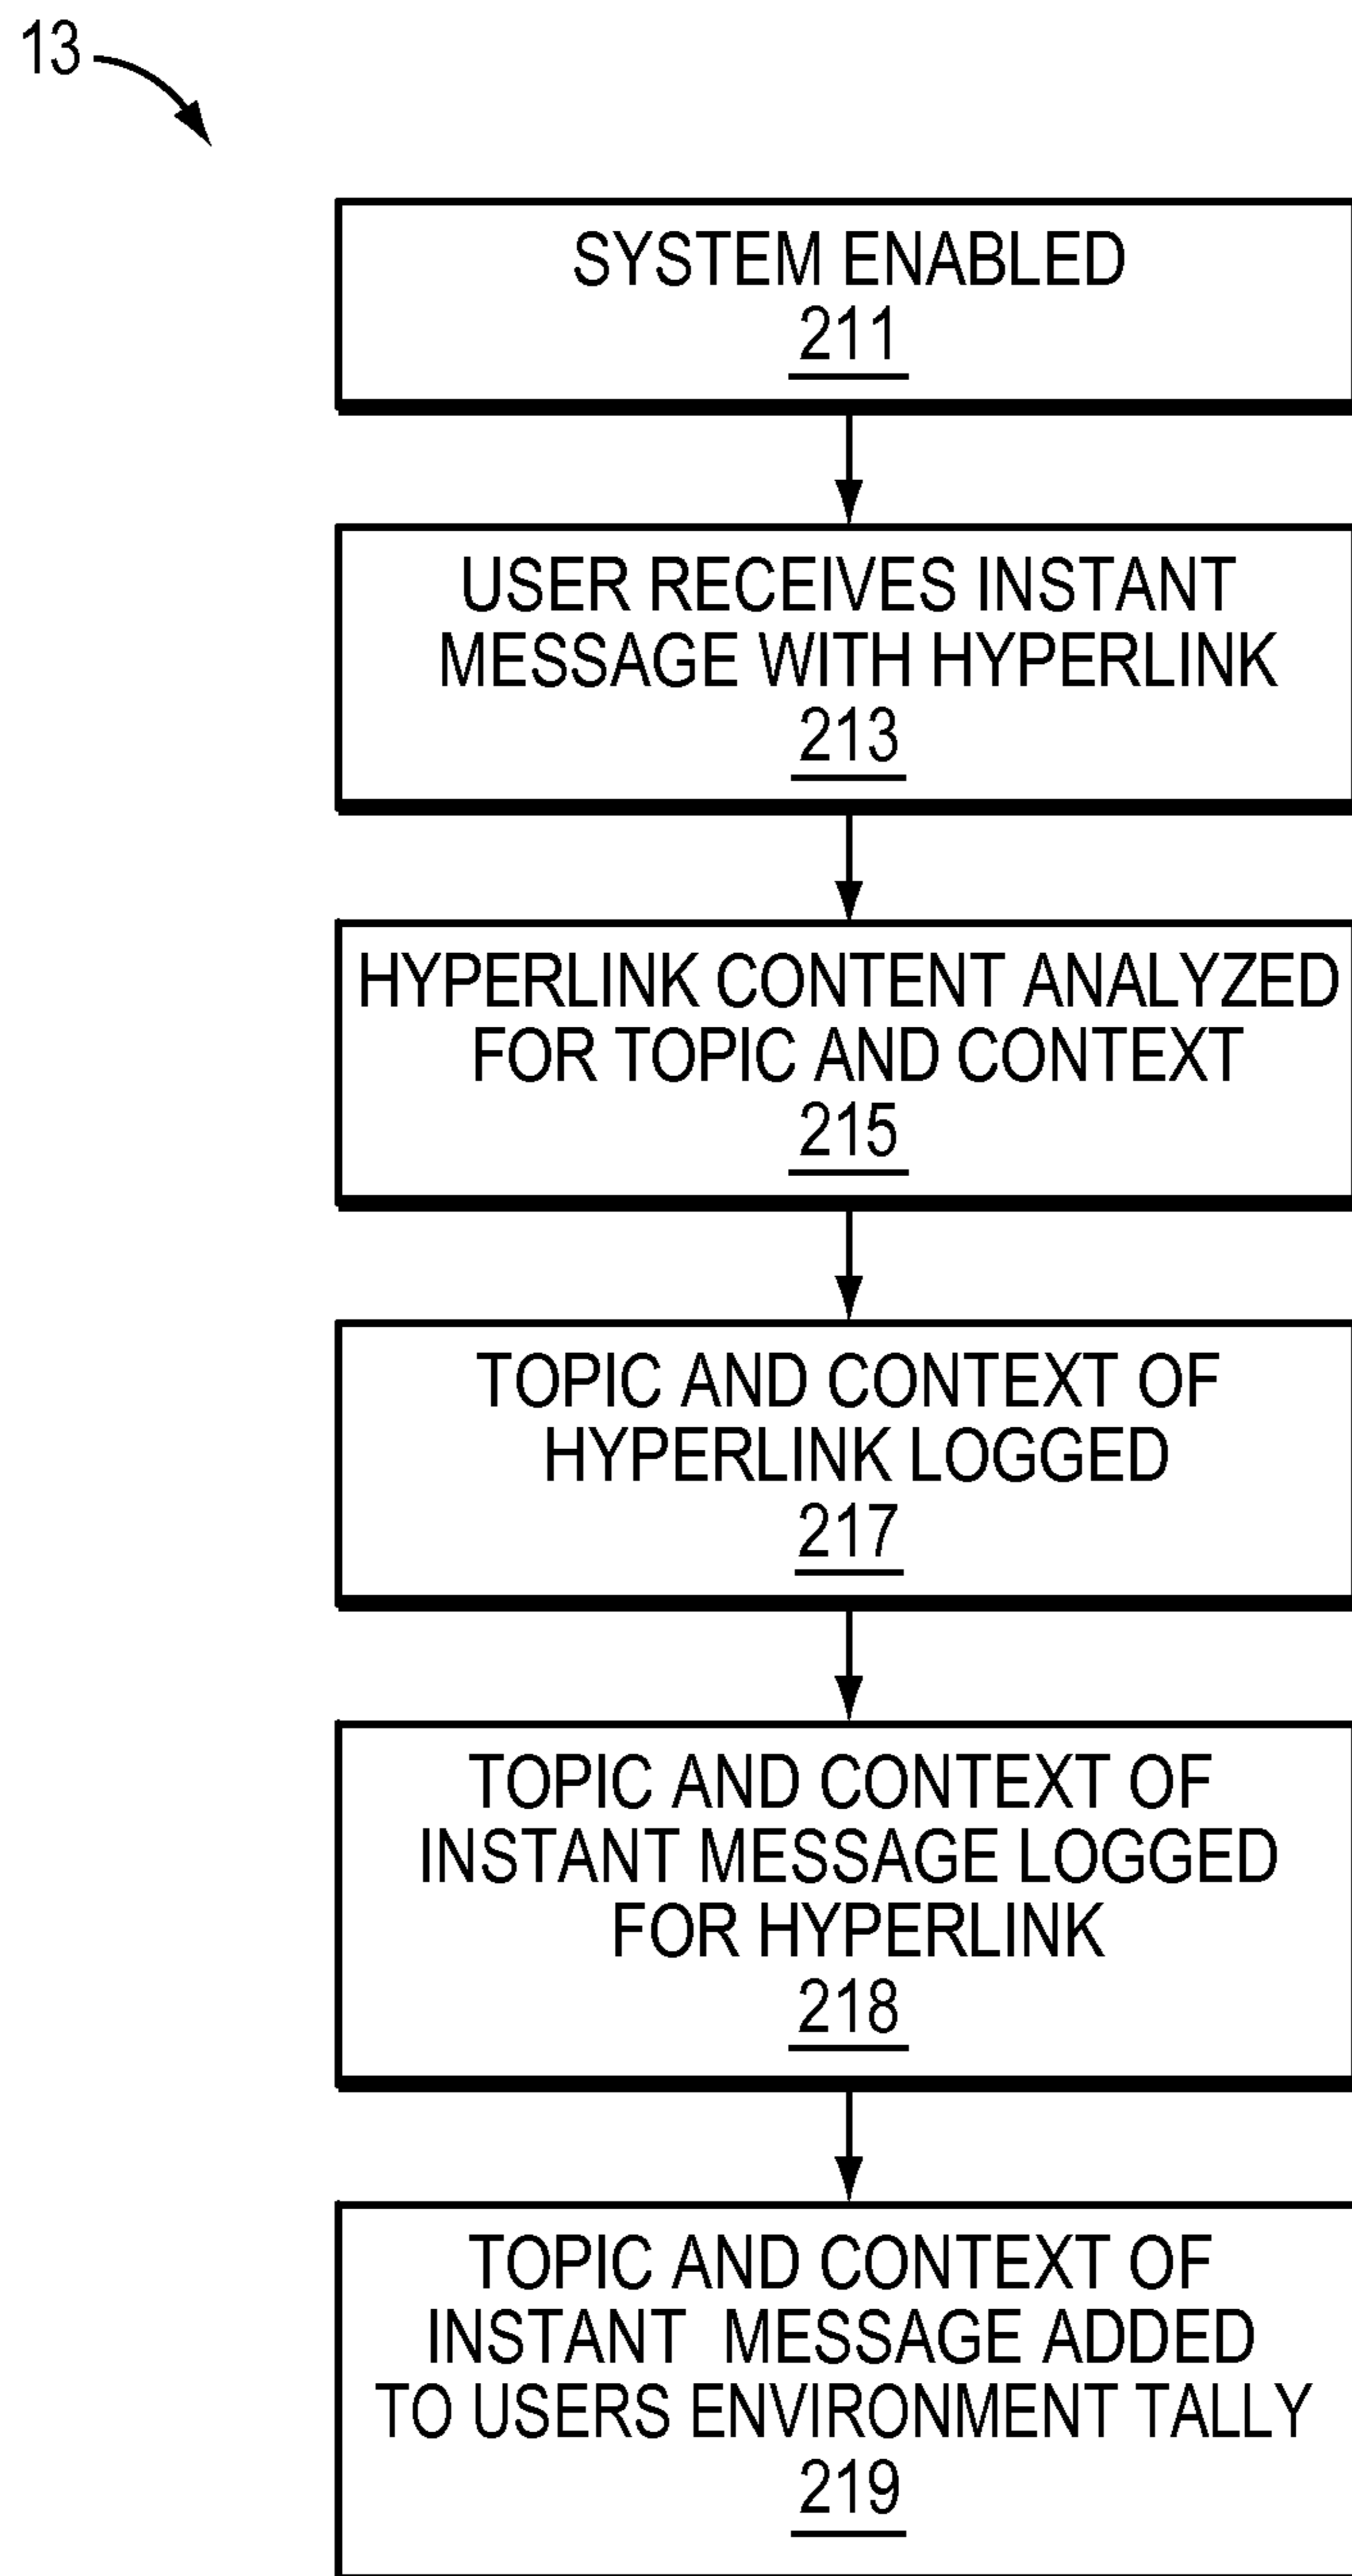 13
SYSTEM ENABLED
211
USER RECEIVES INSTANT
MESSAGE WITH HYPERLINK
213
HYPERLINK CONTENT ANALYZED
FOR TOPIC AND CONTEXT
215
TOPIC AND CONTEXT OF
HYPERLINK LOGGED
217
TOPIC AND CONTEXT OF
INSTANT MESSAGE LOGGED
FOR HYPERLINK
218
TOPIC AND CONTEXT OF
INSTANT MESSAGE ADDED
TO USERS ENVIRONMENT TALLY
219